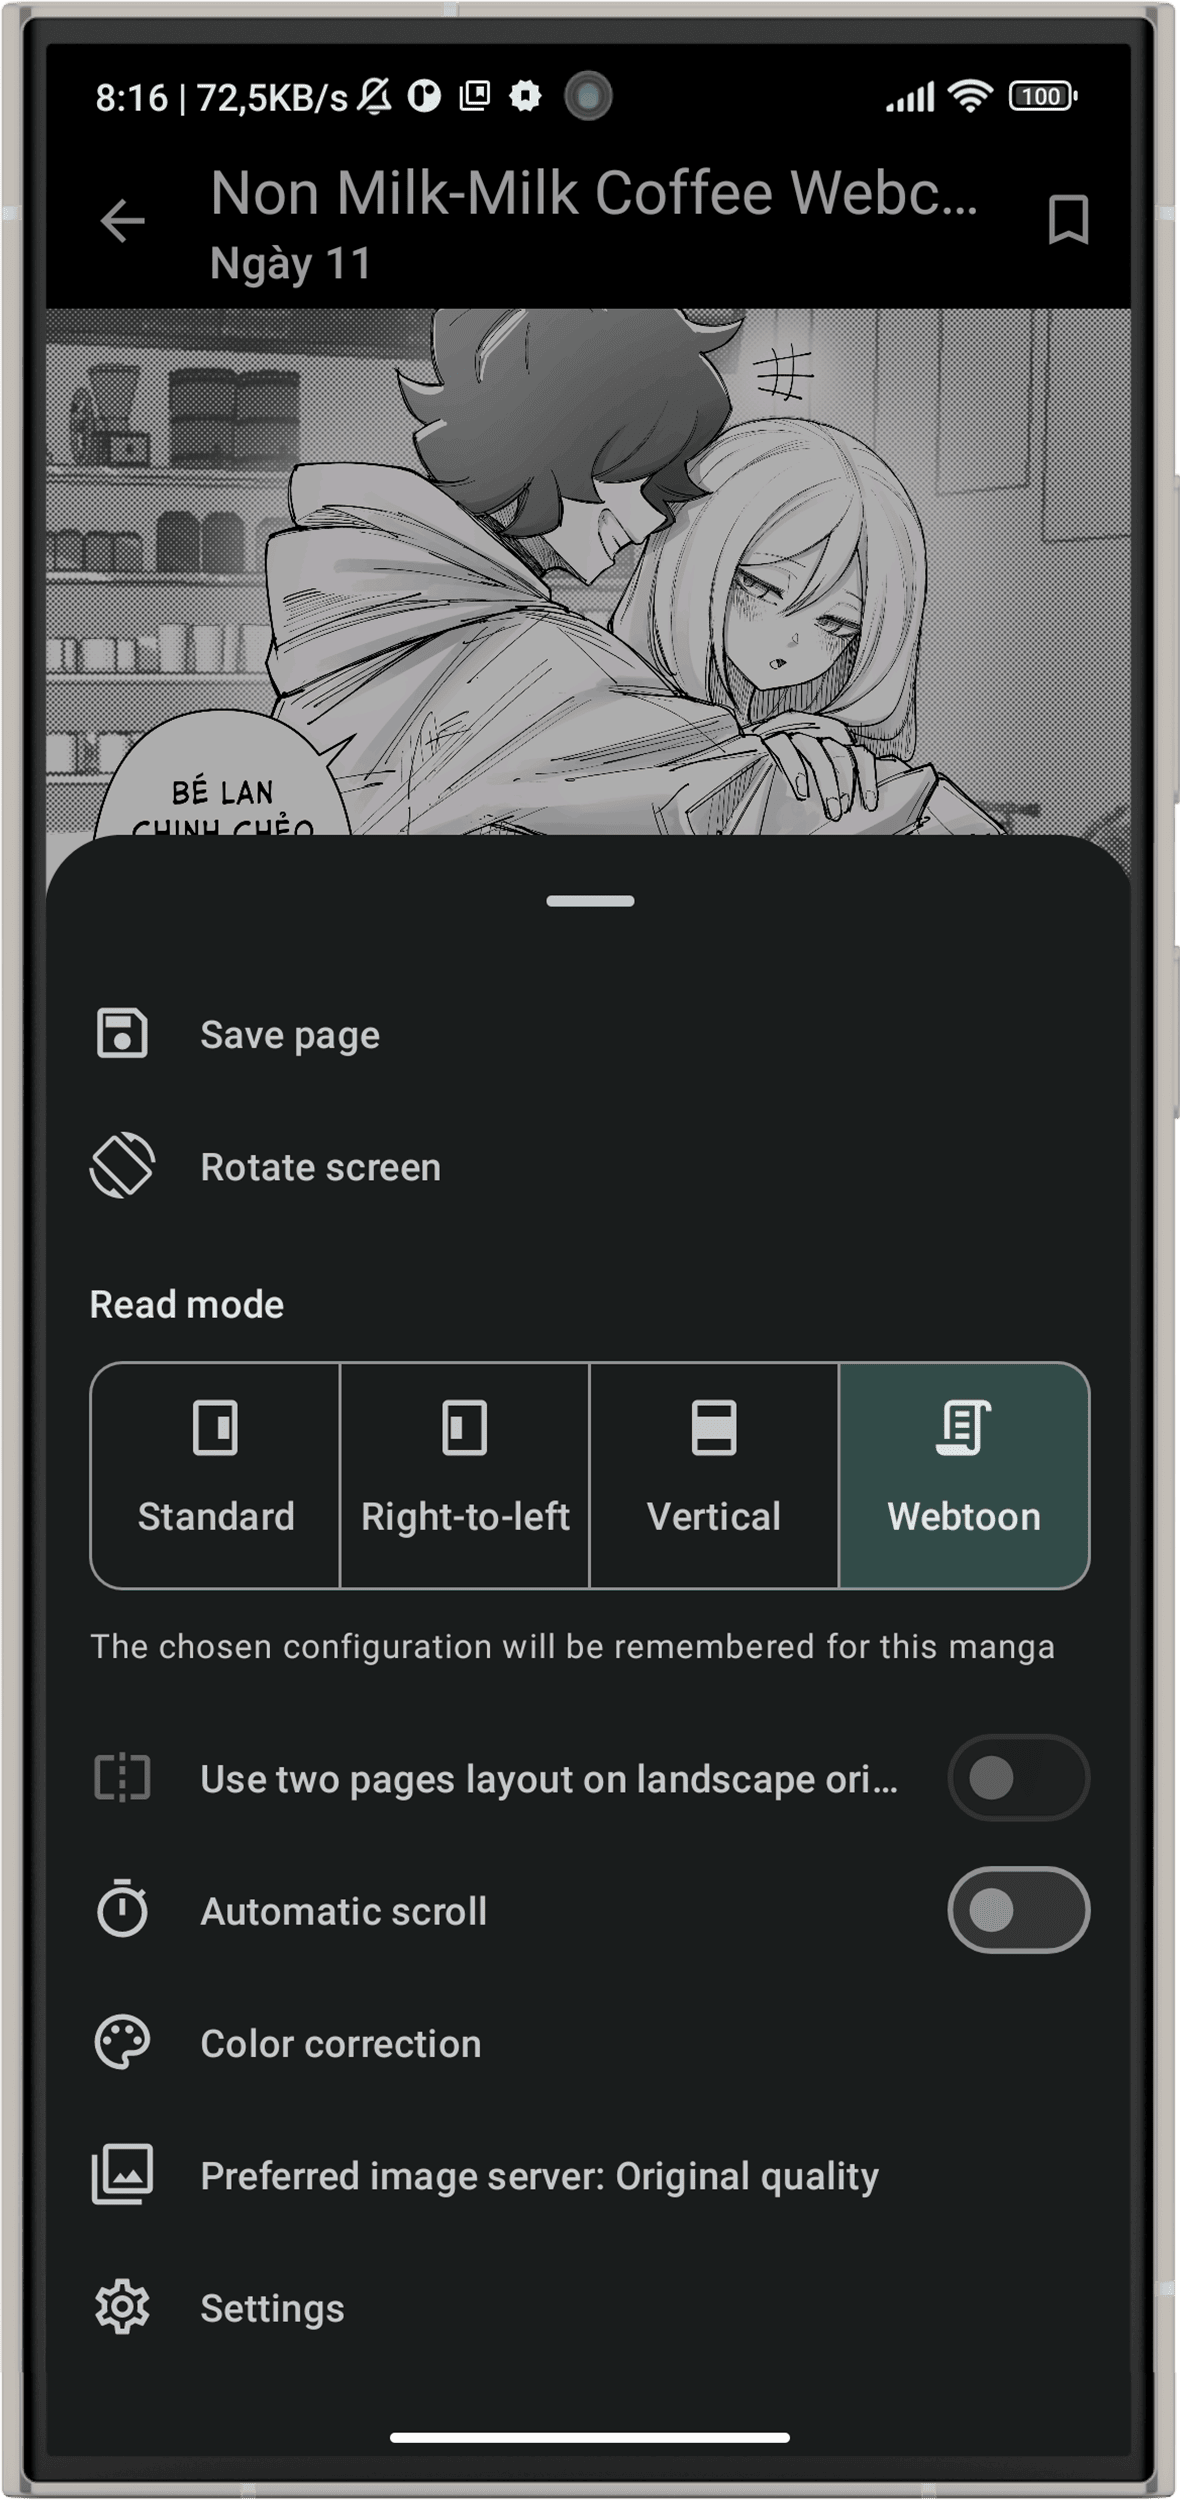 8:16 | 72,5KB/s
100
Non Milk-Milk Coffee Webc...
Ngày 11
BÉ LAN
CHINH CHẺO
Save page
Rotate screen
Read mode
Standard
Right-to-left
Vertical
Webtoon
The chosen configuration will be remembered for this manga
Use two pages layout on landscape ori...
Automatic scroll
Color correction
Preferred image server: Original quality
Settings